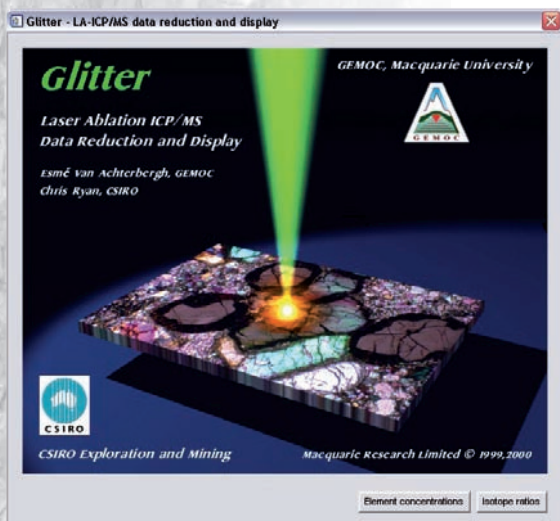 Glitter - LA-ICP/MS data reduction and display
Glitter
GEMOC, Macquarie University
GEMOC
Laser Ablation ICP/MS
Data Reduction and Display
Esmé Van Achterbergh, GEMOC
Chris Ryan, CSIRO
CSIRO
CSIRO Exploration and Mining
Macquarie Research Limited © 1999,2000
Element concentrations
Isotope ratios